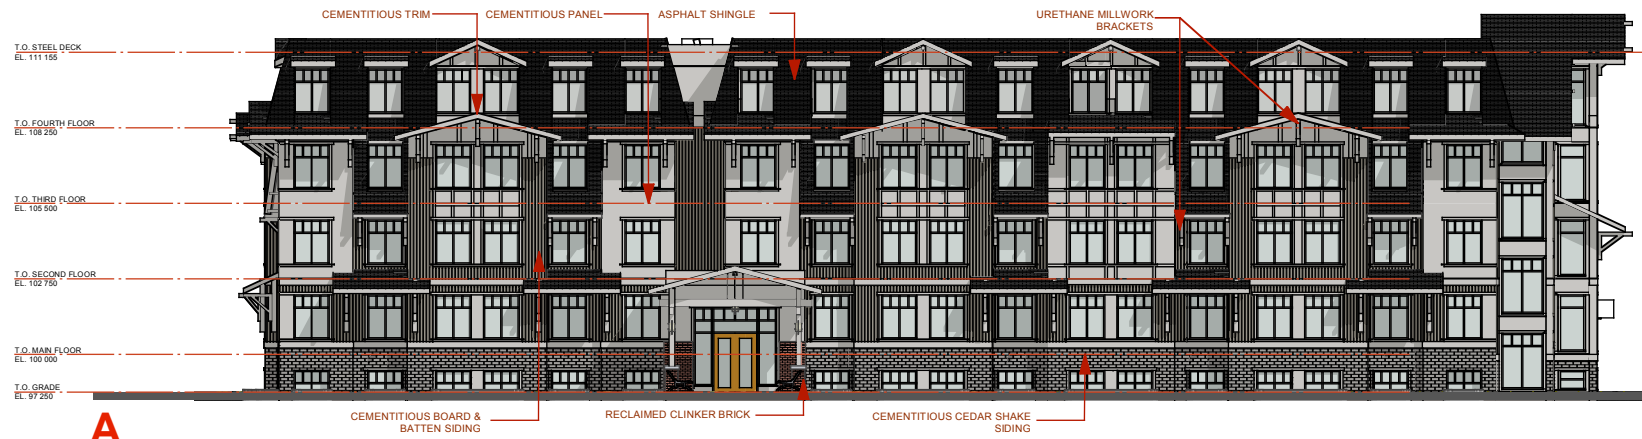 CEMENTITIOUS TRIM
CEMENTITIOUS PANEL
ASPHALT SHINGLE
URETHANE MILLWORK
BRACKETS
T.O. STEEL DECK
EL. 111 155
T.O. FOURTH FLOOR
EL. 108 250
T.O. THIRD FLOOR
EL. 105 500
T.O. SECOND FLOOR
EL. 102 750
T.O. MAIN FLOOR
EL. 100 000
T.O. GRADE
EL. 97 250
CEMENTITIOUS BOARD &
BATTEN SIDING
RECLAIMED CLINKER BRICK
CEMENTITIOUS CEDAR SHAKE
SIDING
A